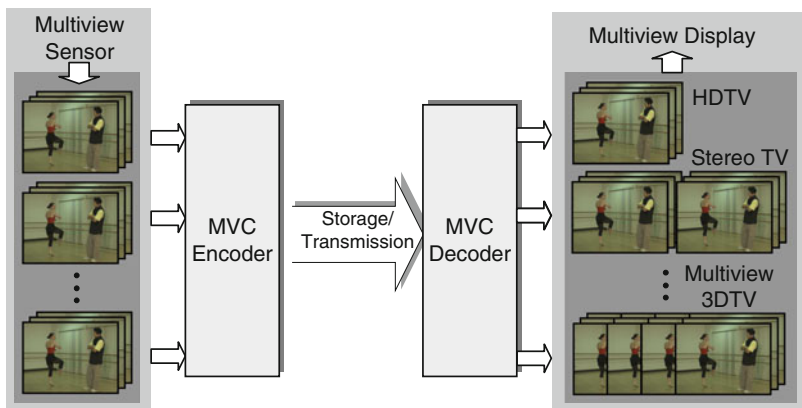 Multiview
Sensor
MVC
Encoder
Storage/
Transmission
MVC
Decoder
Multiview Display
HDTV
Stereo TV
Multiview
3DTV